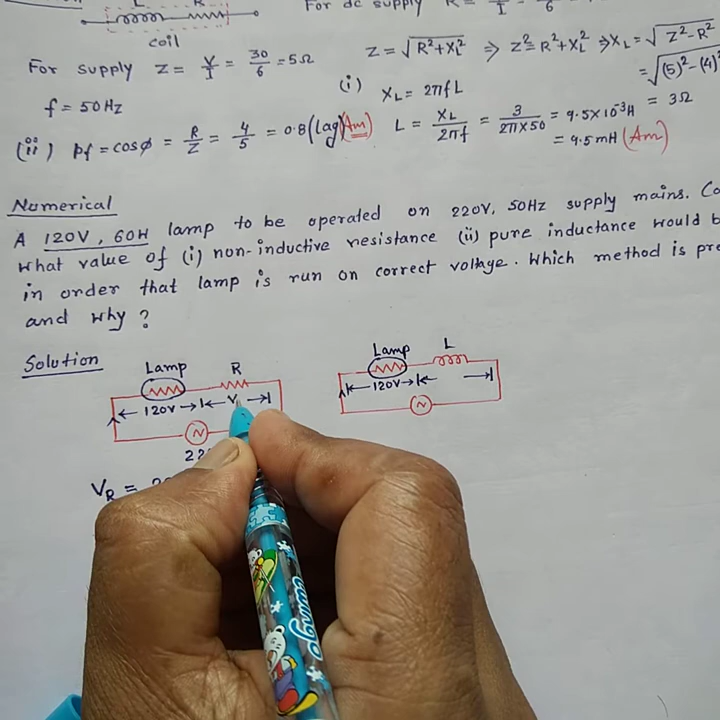 For dc supply R =
coil
For supply Z = V/I = 30/6 = 5Ω
Z = √R²+X_L² ⇒ Z² = R²+X_L² ⇒ X_L = √Z²-R²
= √(5)²-(4)²
= 3Ω
f = 50Hz
(i) X_L = 2πfL
L = X_L/2πf = 3/2π×50 = 9.5×10⁻³H
= 9.5mH (Am)
(ii) pf = cosφ = R/Z = 4/5 = 0.8 (lag) (Am)
Numerical
A 120V, 60W lamp to be operated on 220V, 50Hz supply mains.
what value of (i) non-inductive resistance (ii) pure inductance would
in order that lamp is run on correct voltage. Which method is
and why?
Solution
Lamp R
120V V
Lamp L
120V
V_R =
cwingo